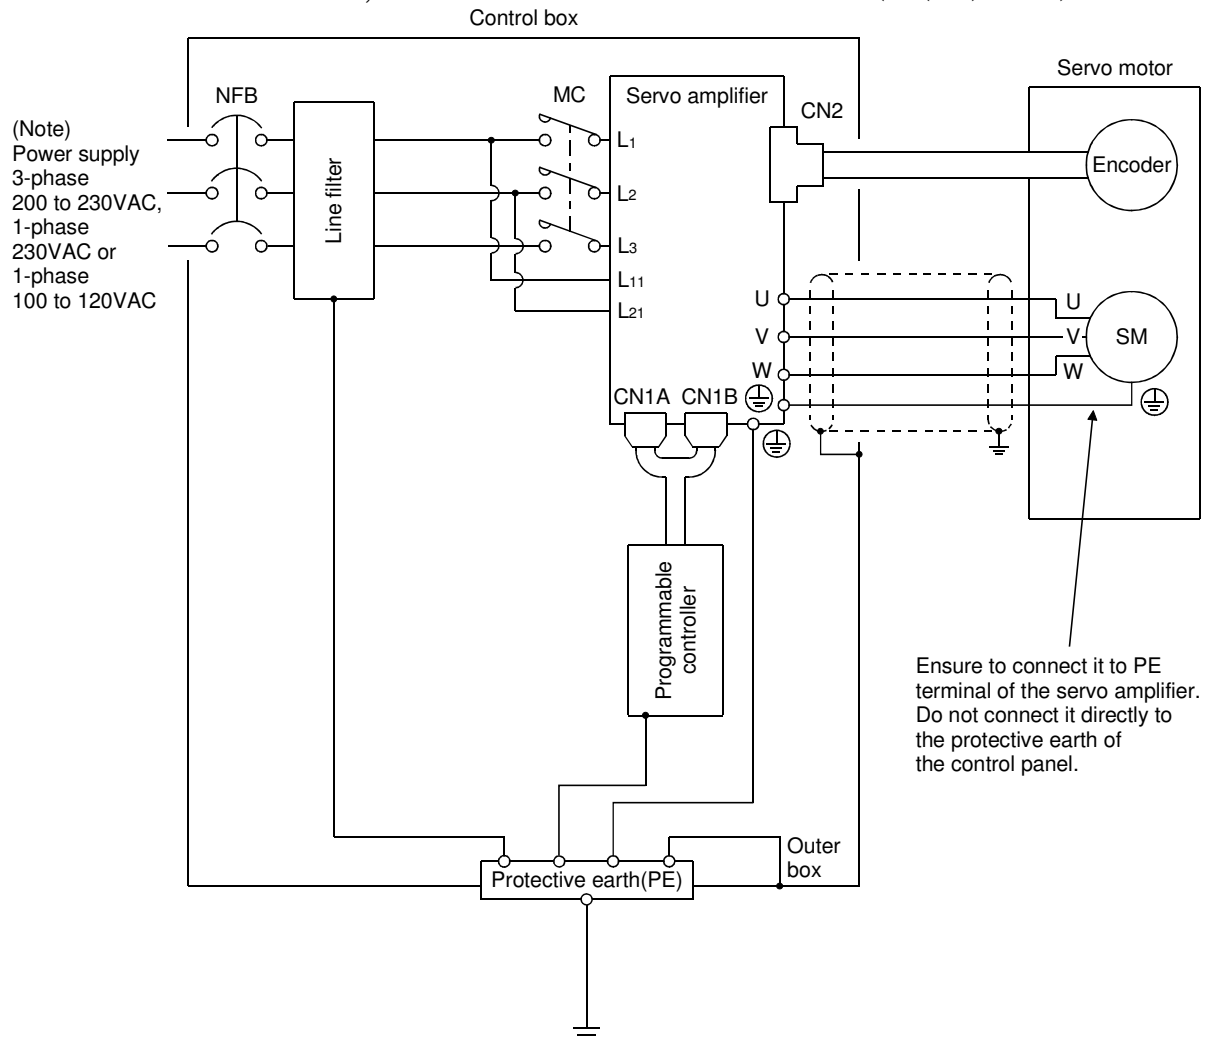 Control box
Servo motor
NFB
MC
Servo amplifier
CN2
(Note)
Power supply
3-phase
200 to 230VAC,
1-phase
230VAC or
1-phase
100 to 120VAC
Line filter
L1
L2
L3
L11
L21
Encoder
U
V
W
U
V
W
SM
CN1A
CN1B
Programmable
controller
Ensure to connect it to PE
terminal of the servo amplifier.
Do not connect it directly to
the protective earth of
the control panel.
Outer
box
Protective earth(PE)